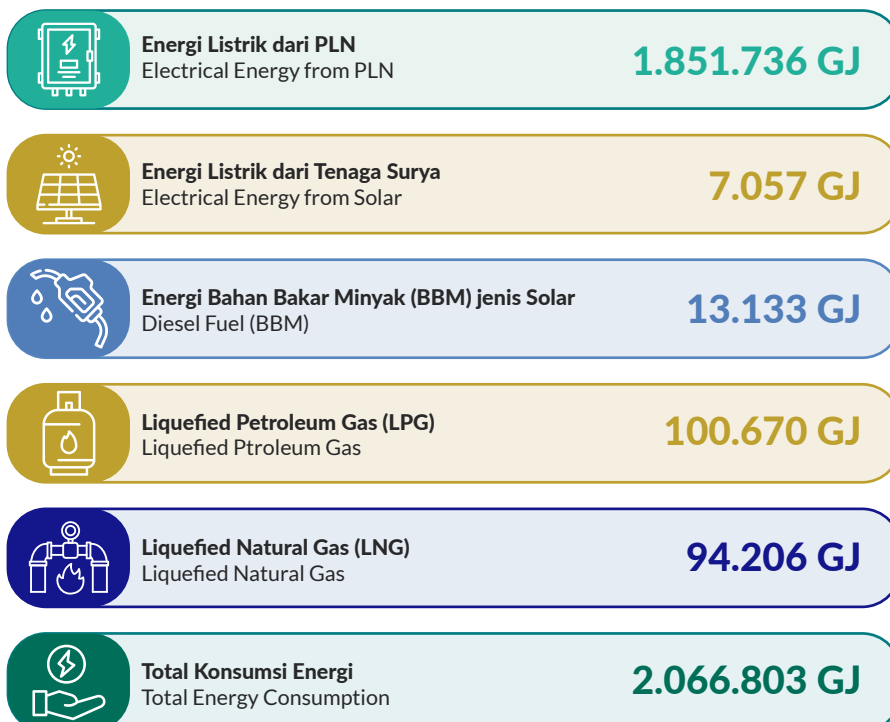 Energi Listrik dari PLN
Electrical Energy from PLN
1.851.736 GJ
Energi Listrik dari Tenaga Surya
Electrical Energy from Solar
7.057 GJ
Energi Bahan Bakar Minyak (BBM) jenis Solar
Diesel Fuel (BBM)
13.133 GJ
Liquefied Petroleum Gas (LPG)
Liquefied Ptroleum Gas
100.670 GJ
Liquefied Natural Gas (LNG)
Liquefied Natural Gas
94.206 GJ
Total Konsumsi Energi
Total Energy Consumption
2.066.803 GJ